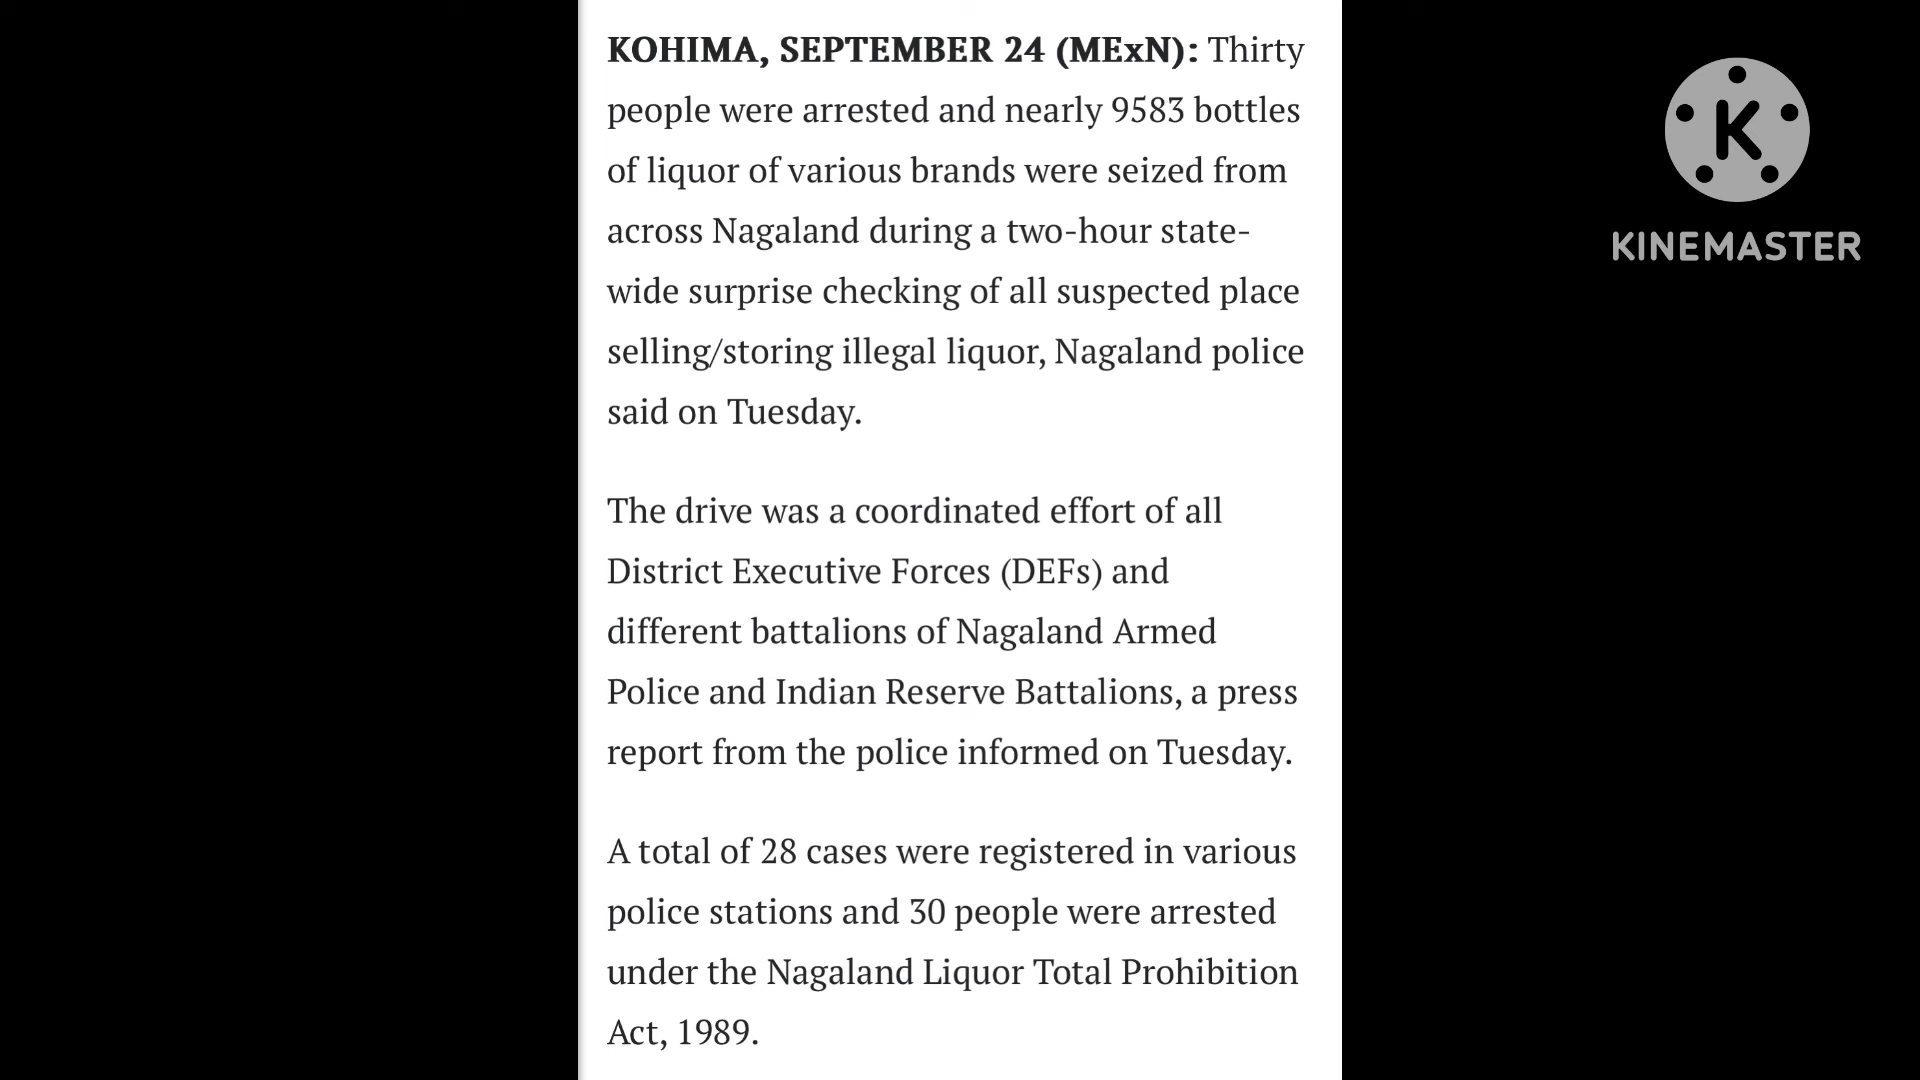 KOHIMA, SEPTEMBER 24 (MExN): Thirty
people were arrested and nearly 9583 bottles
of liquor of various brands were seized from
across Nagaland during a two-hour state-
wide surprise checking of all suspected place
selling/storing illegal liquor, Nagaland police
said on Tuesday.
The drive was a coordinated effort of all
District Executive Forces (DEFs) and
different battalions of Nagaland Armed
Police and Indian Reserve Battalions, a press
report from the police informed on Tuesday.
A total of 28 cases were registered in various
police stations and 30 people were arrested
under the Nagaland Liquor Total Prohibition
Act, 1989.
K
KINEMASTER